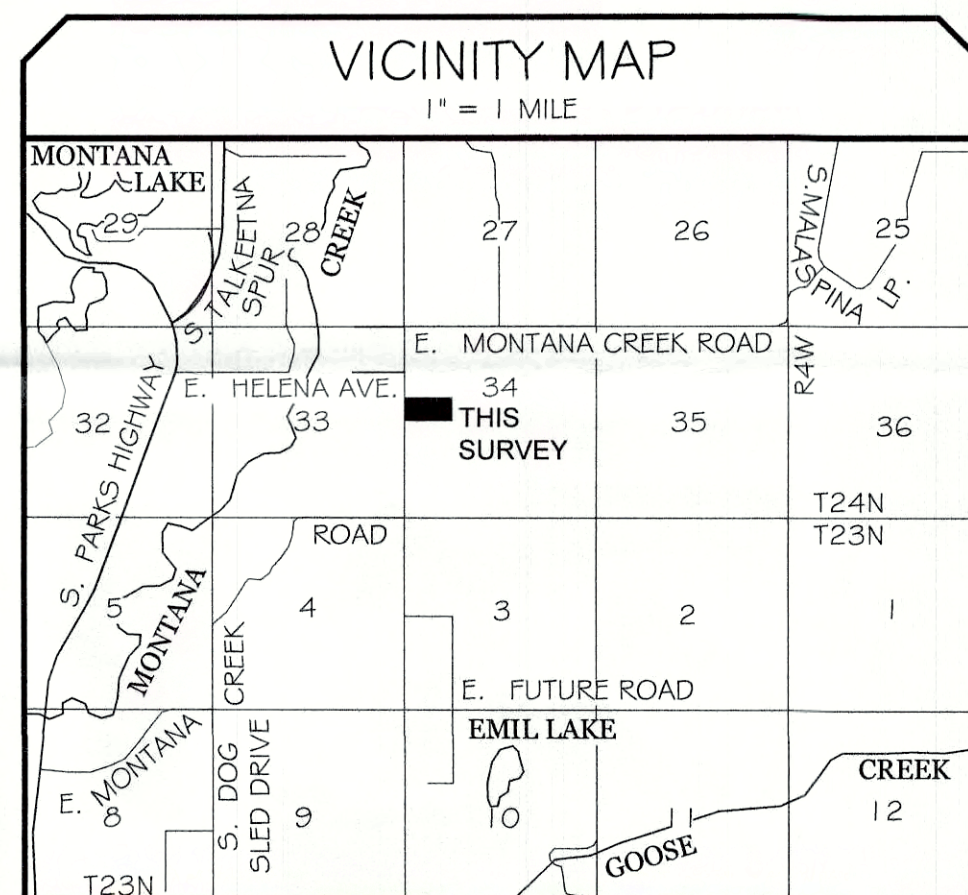 VICINITY MAP
1" = 1 MILE
MONTANA
LAKE
29
S. TALKEETNA
SPUR
28
CREEK
27
26
S. MALASPINA LP.
25
E. MONTANA CREEK ROAD
R4W
E. HELENA AVE.
34
32
S. PARKS HIGHWAY
33
THIS
SURVEY
35
36
T24N
ROAD
T23N
5
MONTANA
4
3
2
1
CREEK
E. FUTURE ROAD
EMIL LAKE
E. MONTANA
8
S. DOG
SLED DRIVE
9
10
GOOSE
CREEK
12
T23N